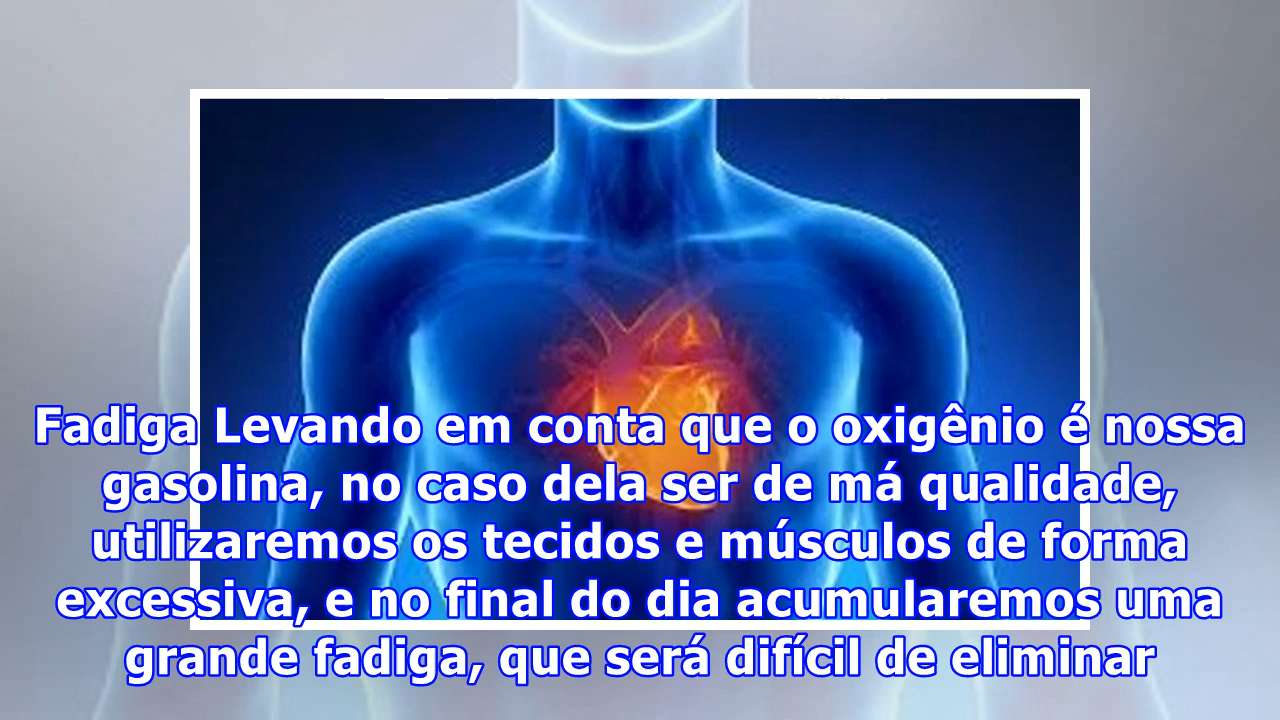 Fadiga Levando em conta que o oxigênio é nossa
gasolina, no caso dela ser de má qualidade,
utilizaremos os tecidos e músculos de forma
excessiva, e no final do dia acumularemos uma
grande fadiga, que será difícil de eliminar